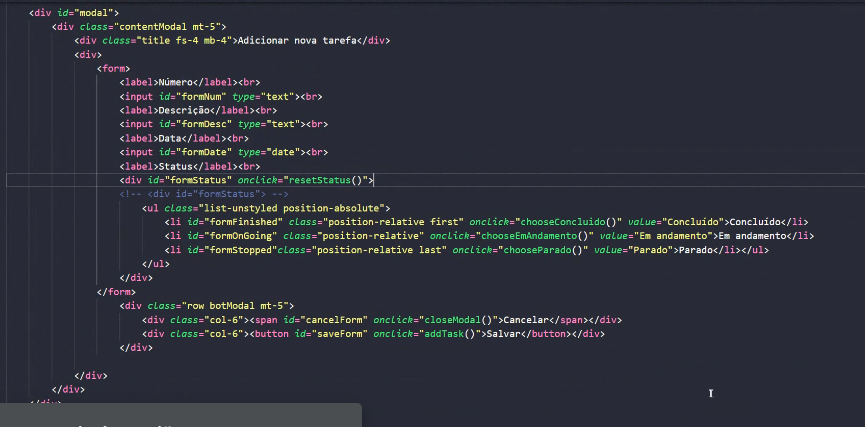 <div id="modal">
<div class="contentModal mt-5">
<div class="title fs-4 mb-4">Adicionar nova tarefa</div>
<div>
<form>
<label>Número</label><br>
<input id="formNum" type="text"><br>
<label>Descrição</label><br>
<input id="formDesc" type="text"><br>
<label>Data</label><br>
<input id="formDate" type="date"><br>
<label>Status</label><br>
<div id="formStatus" onclick="resetStatus()">
<!-- <div id="formStatus"> -->
<ul class="list-unstyled position-absolute">
<li id="formFinished" class="position-relative first" onclick="chooseConcluido()" value="Concluído">Concluído</li>
<li id="formOnGoing" class="position-relative" onclick="chooseEmAndamento()" value="Em andamento">Em andamento</li>
<li id="formStopped"class="position-relative last" onclick="chooseParado()" value="Parado">Parado</li></ul>
</ul>
</div>
</form>
<div class="row botModal mt-5">
<div class="col-6"><span id="cancelForm" onclick="closeModal()">Cancelar</span></div>
<div class="col-6"><button id="saveForm" onclick="addTask()">Salvar</button></div>
</div>
</div>
</div>
</div>